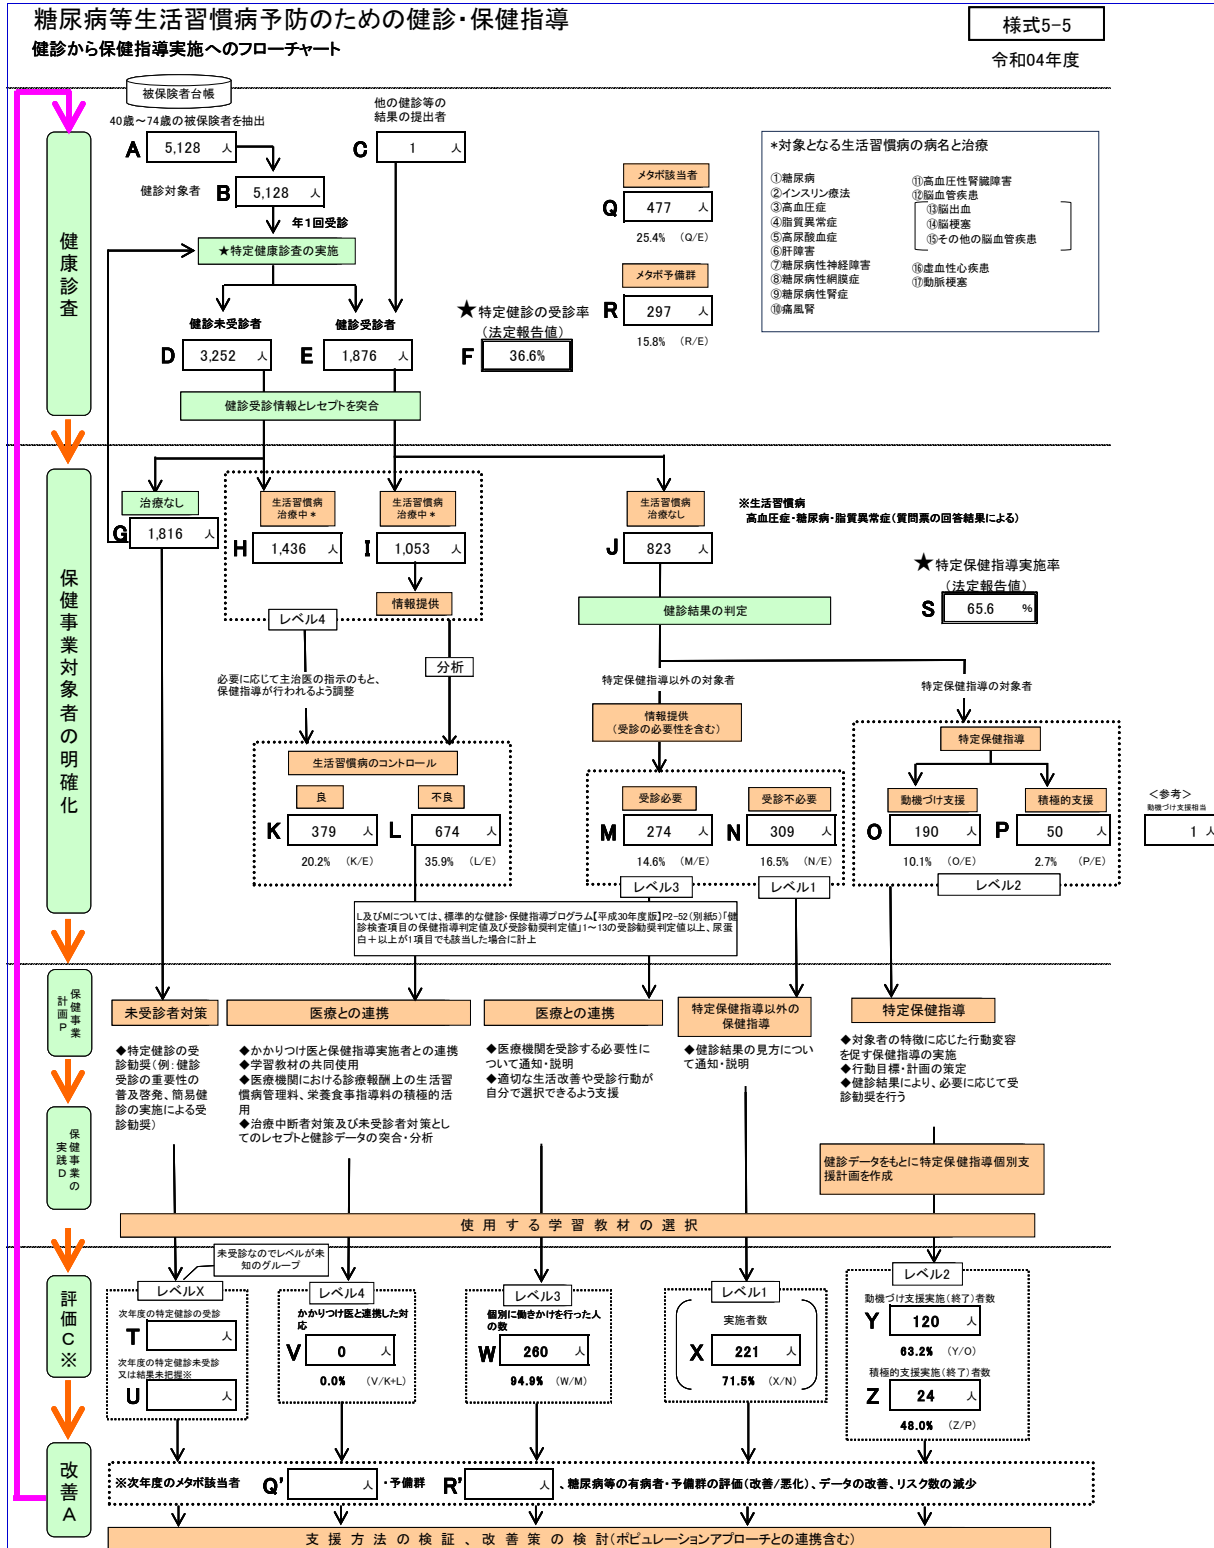 糖尿病等生活習慣病予防のための健診・保健指導
様式5-5
健診から保健指導実施へのフローチャート
令和04年度
被保険者台帳
40歳～74歳の被保険者を抽出
A 5,128 人
他の健診等の
結果の提出者
C 1 人
健診対象者 B 5,128 人
年1回受診
★特定健康診査の実施
健診未受診者
D 3,252 人
健診受診者
E 1,876 人
★特定健診の受診率
(法定報告値)
F 36.6%
メタボ該当者
Q 477 人
25.4% (Q/E)
メタボ予備群
R 297 人
15.8% (R/E)
*対象となる生活習慣病の病名と治療
①糖尿病
②インスリン療法
③高血圧症
④脂質異常症
⑤高尿酸血症
⑥肝障害
⑦糖尿病性神経障害
⑧糖尿病性網膜症
⑨糖尿病性腎症
⑩痛風腎
⑪高血圧性腎臓障害
⑫脳血管疾患
⑬脳出血
⑭脳梗塞
⑮その他の脳血管疾患
⑯虚血性心疾患
⑰動脈梗塞
健康診査
健診受診情報とレセプトを突合
保健事業対象者の明確化
治療なし
G 1,816 人
生活習慣病
治療中*
H 1,436 人
生活習慣病
治療中*
I 1,053 人
情報提供
レベル4
生活習慣病
治療なし
J 823 人
※生活習慣病
高血圧症・糖尿病・脂質異常症(質問票の回答結果による)
★特定保健指導実施率
(法定報告値)
S 65.6 %
健診結果の判定
必要に応じて主治医の指示のもと、
保健指導が行われるよう調整
分析
特定保健指導以外の対象者
特定保健指導の対象者
情報提供
(受診の必要性を含む)
生活習慣病のコントロール
良
K 379 人
20.2% (K/E)
不良
L 674 人
35.9% (L/E)
受診必要
M 274 人
14.6% (M/E)
受診不必要
N 309 人
16.5% (N/E)
レベル3
レベル1
特定保健指導
動機づけ支援
O 190 人
10.1% (O/E)
積極的支援
P 50 人
2.7% (P/E)
レベル2
<参考>
動機づけ支援相当
1 人
L及びMについては、標準的な健診・保健指導プログラム【平成30年度版】P2-52(別紙5)「健
診検査項目の保健指導判定値及び受診勧奨判定値」1～13の受診勧奨判定値以上、尿蛋
白+以上が1項目でも該当した場合に計上
保健事業
計画P
未受診者対策
医療との連携
医療との連携
特定保健指導以外の
保健指導
特定保健指導
◆特定健診の受
診勧奨(例:健診
受診の重要性の
普及啓発、簡易健
診の実施による受
診勧奨)
◆かかりつけ医と保健指導実施者との連携
◆学習教材の共同使用
◆医療機関における診療報酬上の生活習
慣病管理料、栄養食事指導料の積極的活
用
◆治療中断者対策及び未受診者対策とし
てのレセプトと健診データの突合・分析
◆医療機関を受診する必要性に
ついて通知・説明
◆適切な生活改善や受診行動が
自分で選択できるよう支援
◆健診結果の見方につい
て通知・説明
◆対象者の特徴に応じた行動変容
を促す保健指導の実施
◆行動目標・計画の策定
◆健診結果により、必要に応じて受
診勧奨を行う
保健事業の
実践D
健診データをもとに特定保健指導個別支
援計画を作成
使用する学習教材の選択
評価C※
未受診なのでレベルが未
知のグループ
レベルX
次年度の特定健診の受診
T 人
次年度の特定健診未受診
又は結果未把握※
U 人
レベル4
かかりつけ医と連携した対
応
V 0 人
0.0% (V/K+L)
レベル3
個別に働きかけを行った人
の数
W 260 人
94.9% (W/M)
レベル1
実施者数
X 221 人
71.5% (X/N)
レベル2
動機づけ支援実施(終了)者数
Y 120 人
63.2% (Y/O)
積極的支援実施(終了)者数
Z 24 人
48.0% (Z/P)
改善A
※次年度のメタボ該当者 Q' 人 ・予備群 R' 人 、糖尿病等の有病者・予備群の評価(改善/悪化)、データの改善、リスク数の減少
支援方法の検証、改善策の検討(ポピュレーションアプローチとの連携含む)